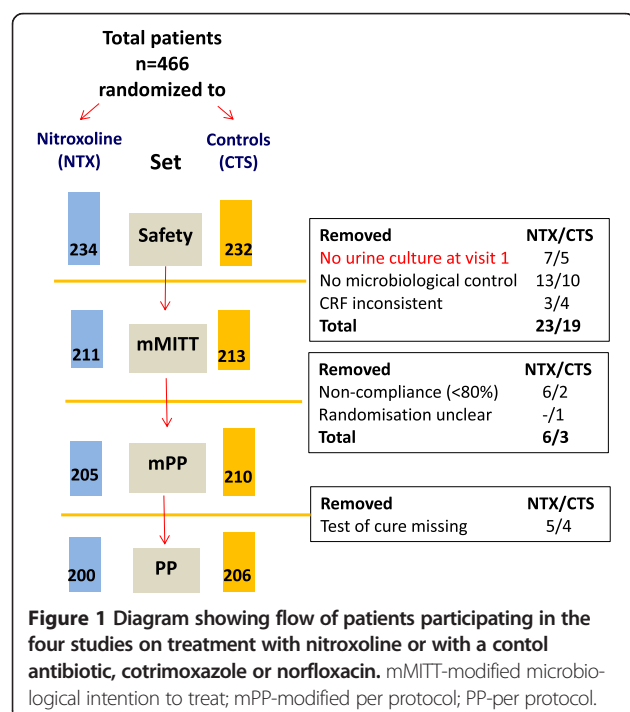 Total patients
n=466
randomized to
Nitroxoline
(NTX)
Set
Controls
(CTS)
234
Safety
232
Removed NTX/CTS
No urine culture at visit 1 7/5
No microbiological control 13/10
CRF inconsistent 3/4
Total 23/19
211
mMITT
213
Removed NTX/CTS
Non-compliance (<80%) 6/2
Randomisation unclear -/1
Total 6/3
205
mPP
210
Removed NTX/CTS
Test of cure missing 5/4
200
PP
206
Figure 1 Diagram showing flow of patients participating in the
four studies on treatment with nitroxoline or with a contol
antibiotic, cotrimoxazole or norfloxacin. mMITT-modified microbio-
logical intention to treat; mPP-modified per protocol; PP-per protocol.